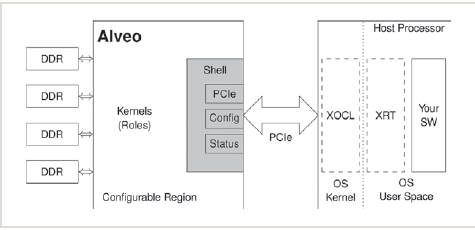 Alveo
Host Processor
DDR
DDR
DDR
DDR
Kernels
(Roles)
Shell
PCIe
Config
Status
PCIe
XOCL
XRT
Your
SW
Configurable Region
OS
Kernel
OS
User Space